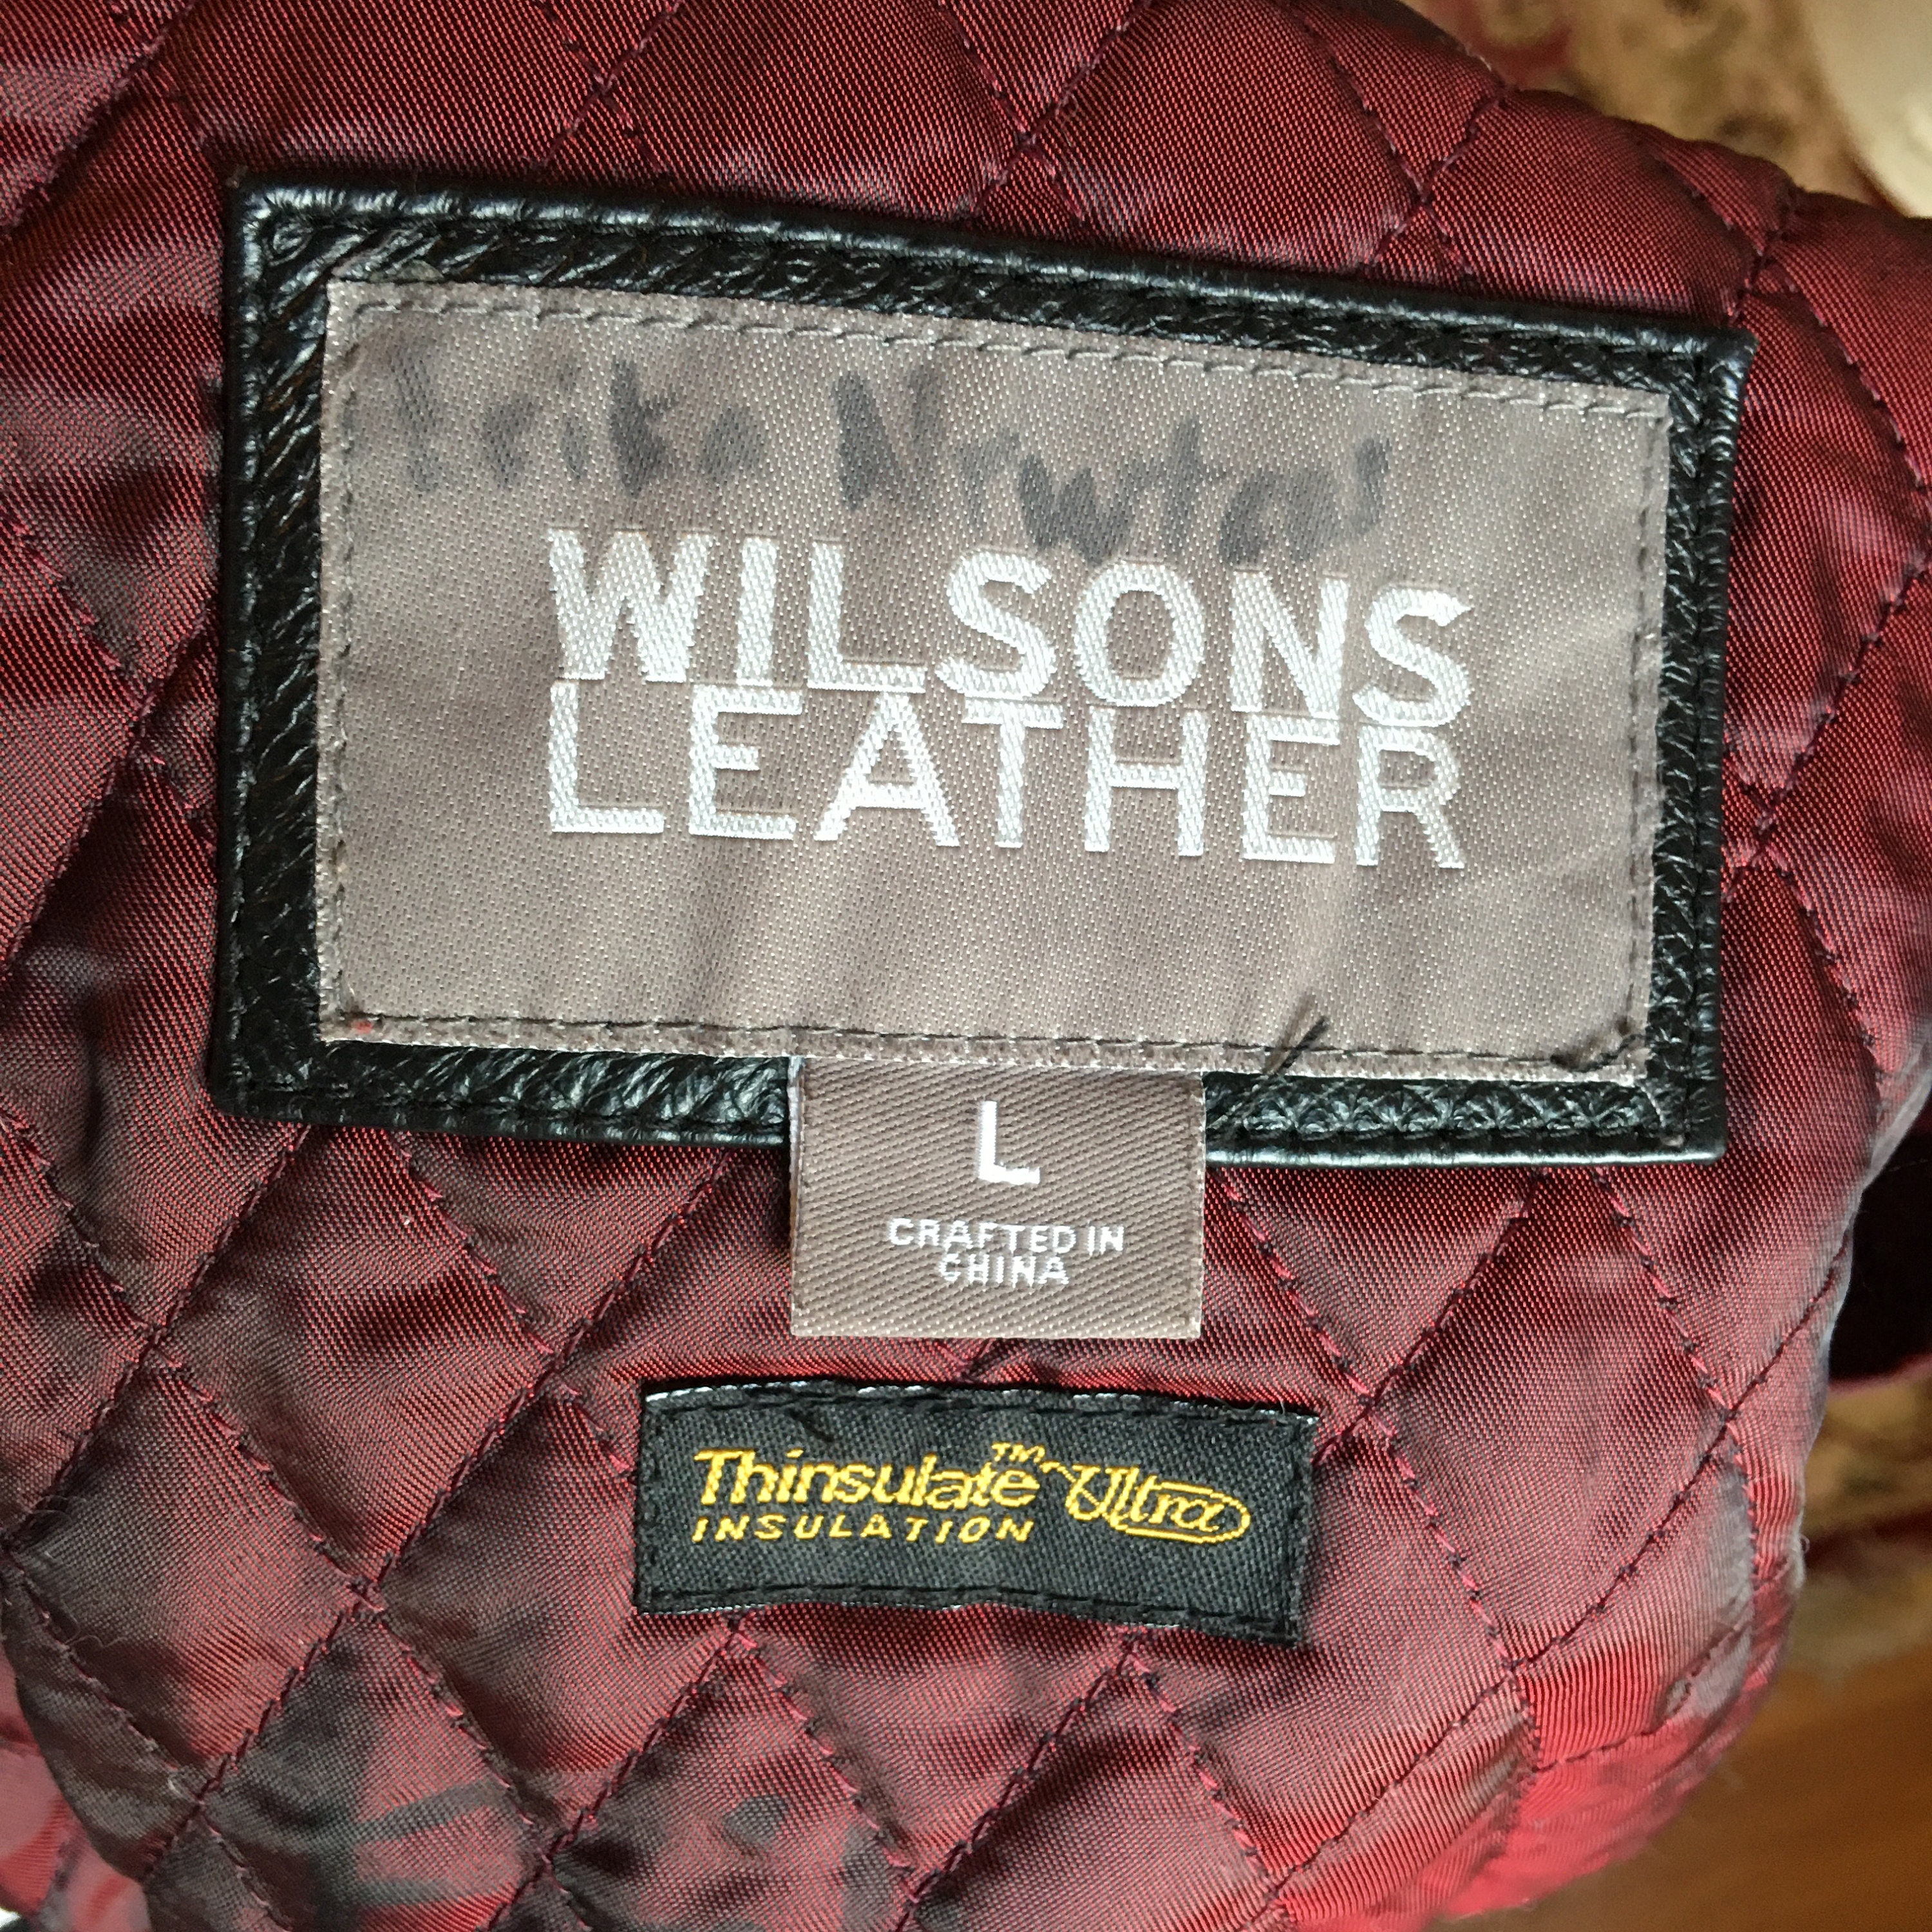 WILSONS
LEATHER
L
CRAFTED IN
CHINA
Thinsulate™ Ultra
INSULATION